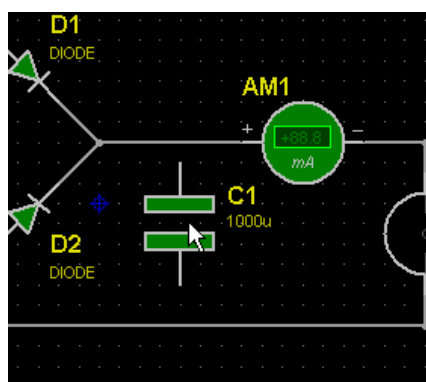 D1
DIODE
AM1
+ −
+88.8
mA
C1
1000u
D2
DIODE